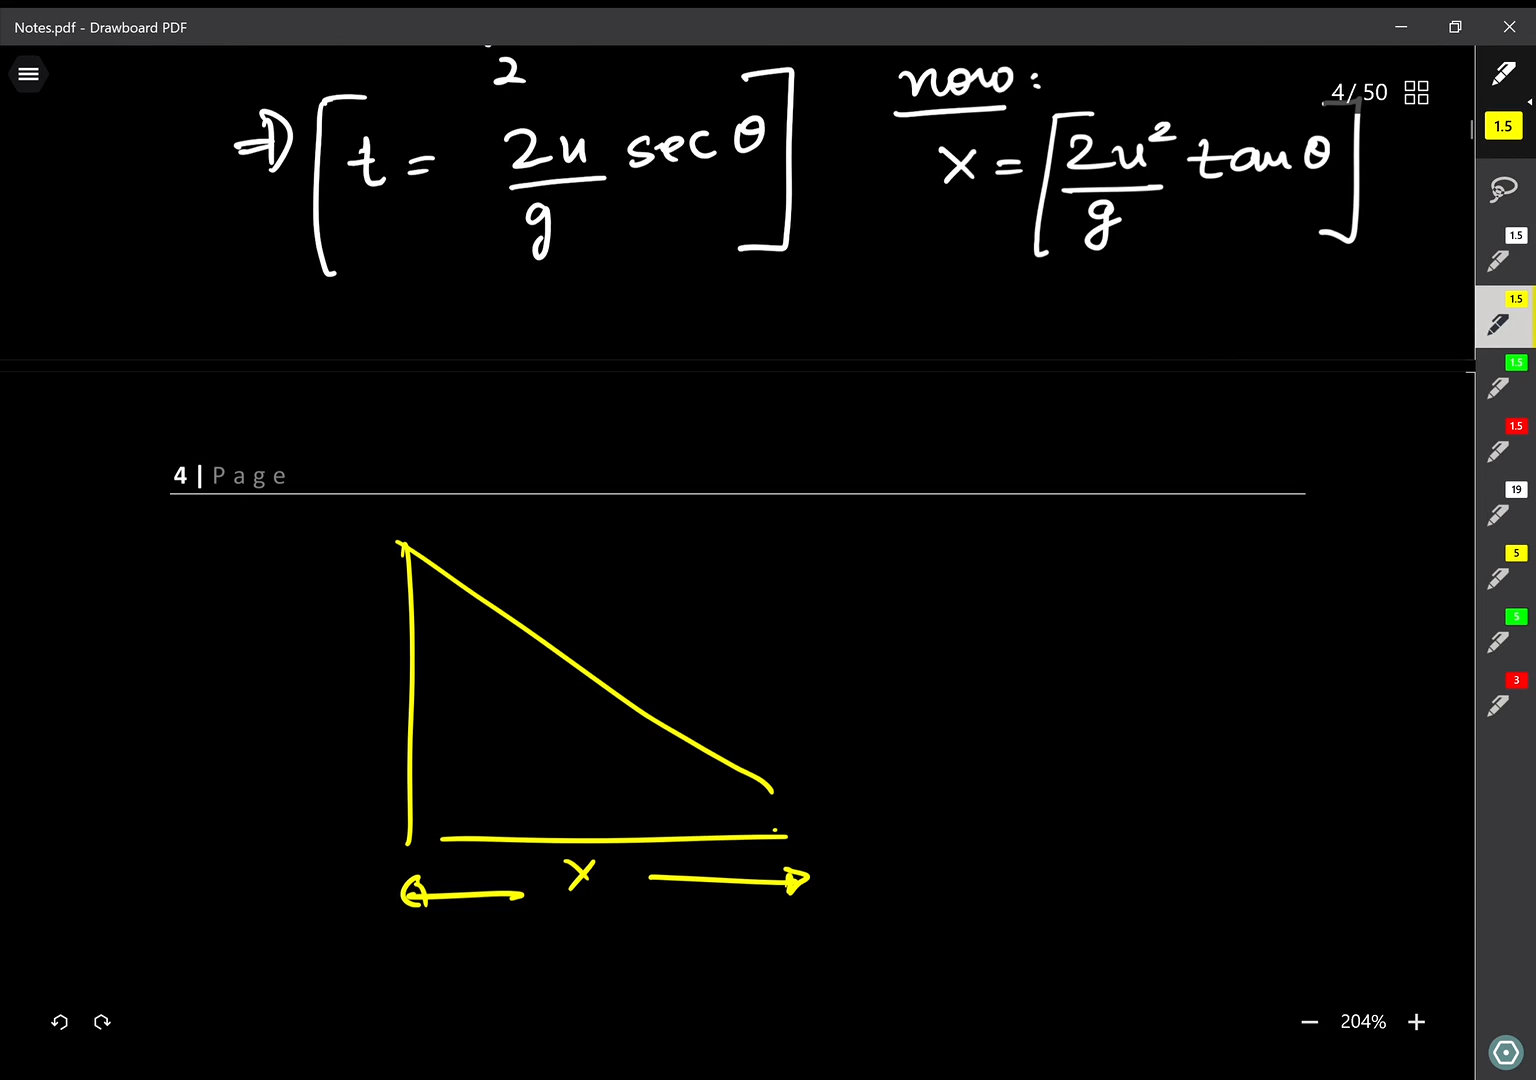 Notes.pdf - Drawboard PDF
2
now:
4 / 50
⇒ [ t = 2u/g sec θ ]
x = [ 2u²/g tan θ ]
1.5
1.5
1.5
1.5
1.5
19
5
5
3
4 | Page
x
204%